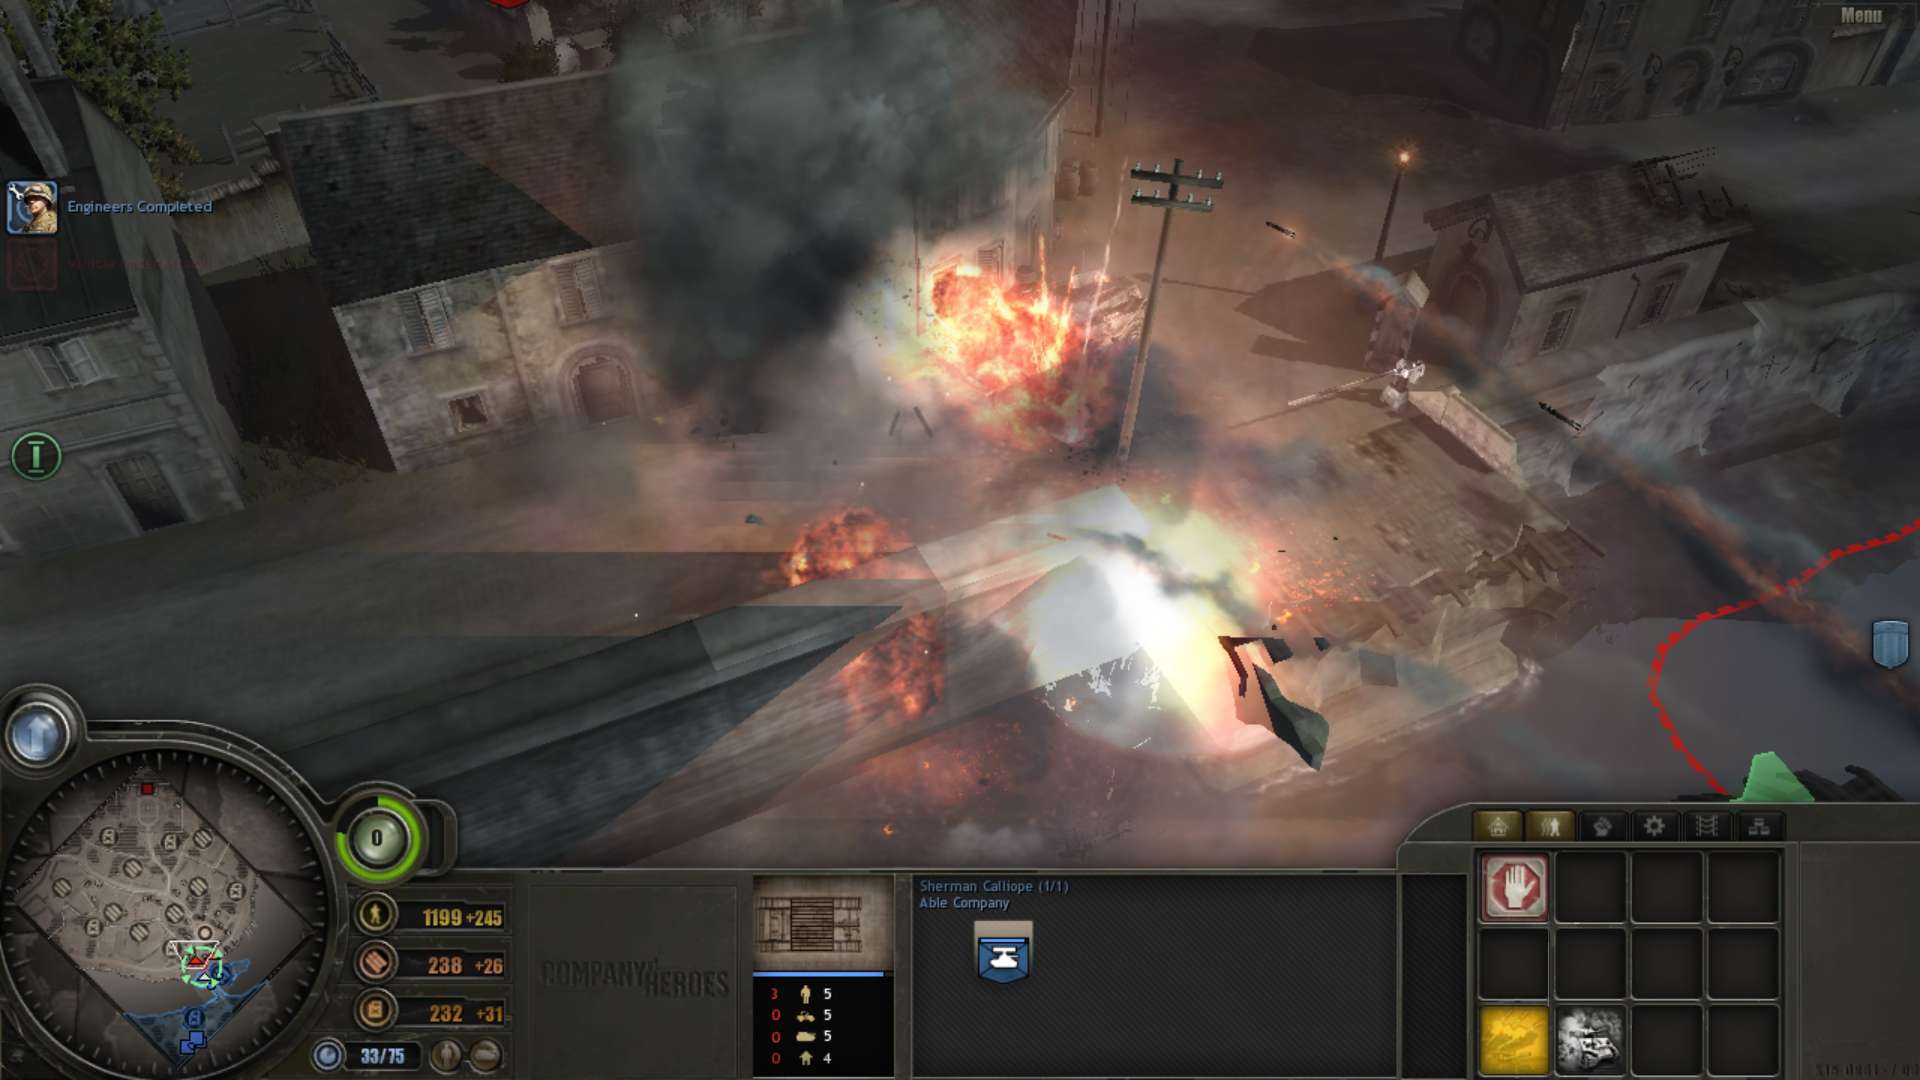 Menu
Engineers Completed
0
1199 +245
238 +26
232 +31
33/75
COMPANY of HEROES
3 5
0 5
0 5
0 4
Sherman Calliope (1/1)
Able Company